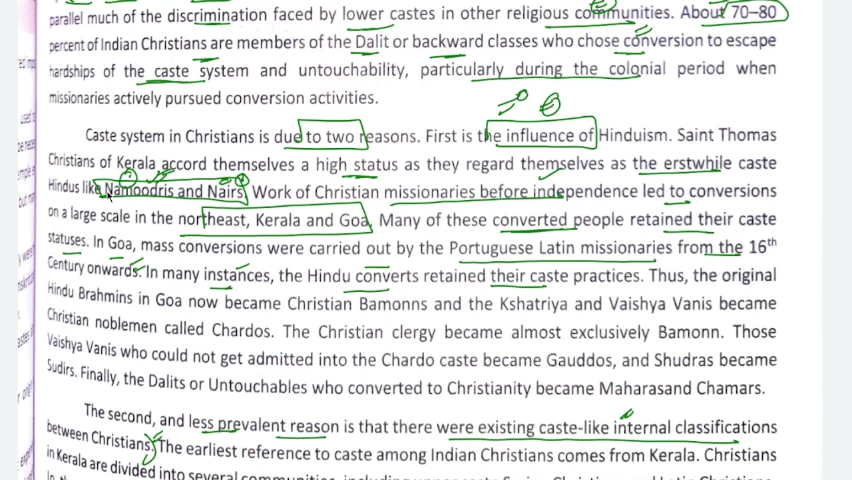 parallel much of the discrimination faced by lower castes in other religious communities. About 70–80
percent of Indian Christians are members of the Dalit or backward classes who chose conversion to escape
hardships of the caste system and untouchability, particularly during the colonial period when
missionaries actively pursued conversion activities.
Caste system in Christians is due to two reasons. First is the influence of Hinduism. Saint Thomas
Christians of Kerala accord themselves a high status as they regard themselves as the erstwhile caste
Hindus like Namoodris and Nairs. Work of Christian missionaries before independence led to conversions
on a large scale in the northeast, Kerala and Goa. Many of these converted people retained their caste
statuses. In Goa, mass conversions were carried out by the Portuguese Latin missionaries from the 16th
Century onwards. In many instances, the Hindu converts retained their caste practices. Thus, the original
Hindu Brahmins in Goa now became Christian Bamonns and the Kshatriya and Vaishya Vanis became
Christian noblemen called Chardos. The Christian clergy became almost exclusively Bamonn. Those
Vaishya Vanis who could not get admitted into the Chardo caste became Gauddos, and Shudras became
Sudirs. Finally, the Dalits or Untouchables who converted to Christianity became Maharasand Chamars.
The second, and less prevalent reason is that there were existing caste-like internal classifications
between Christians. The earliest reference to caste among Indian Christians comes from Kerala. Christians
in Kerala are divided into several